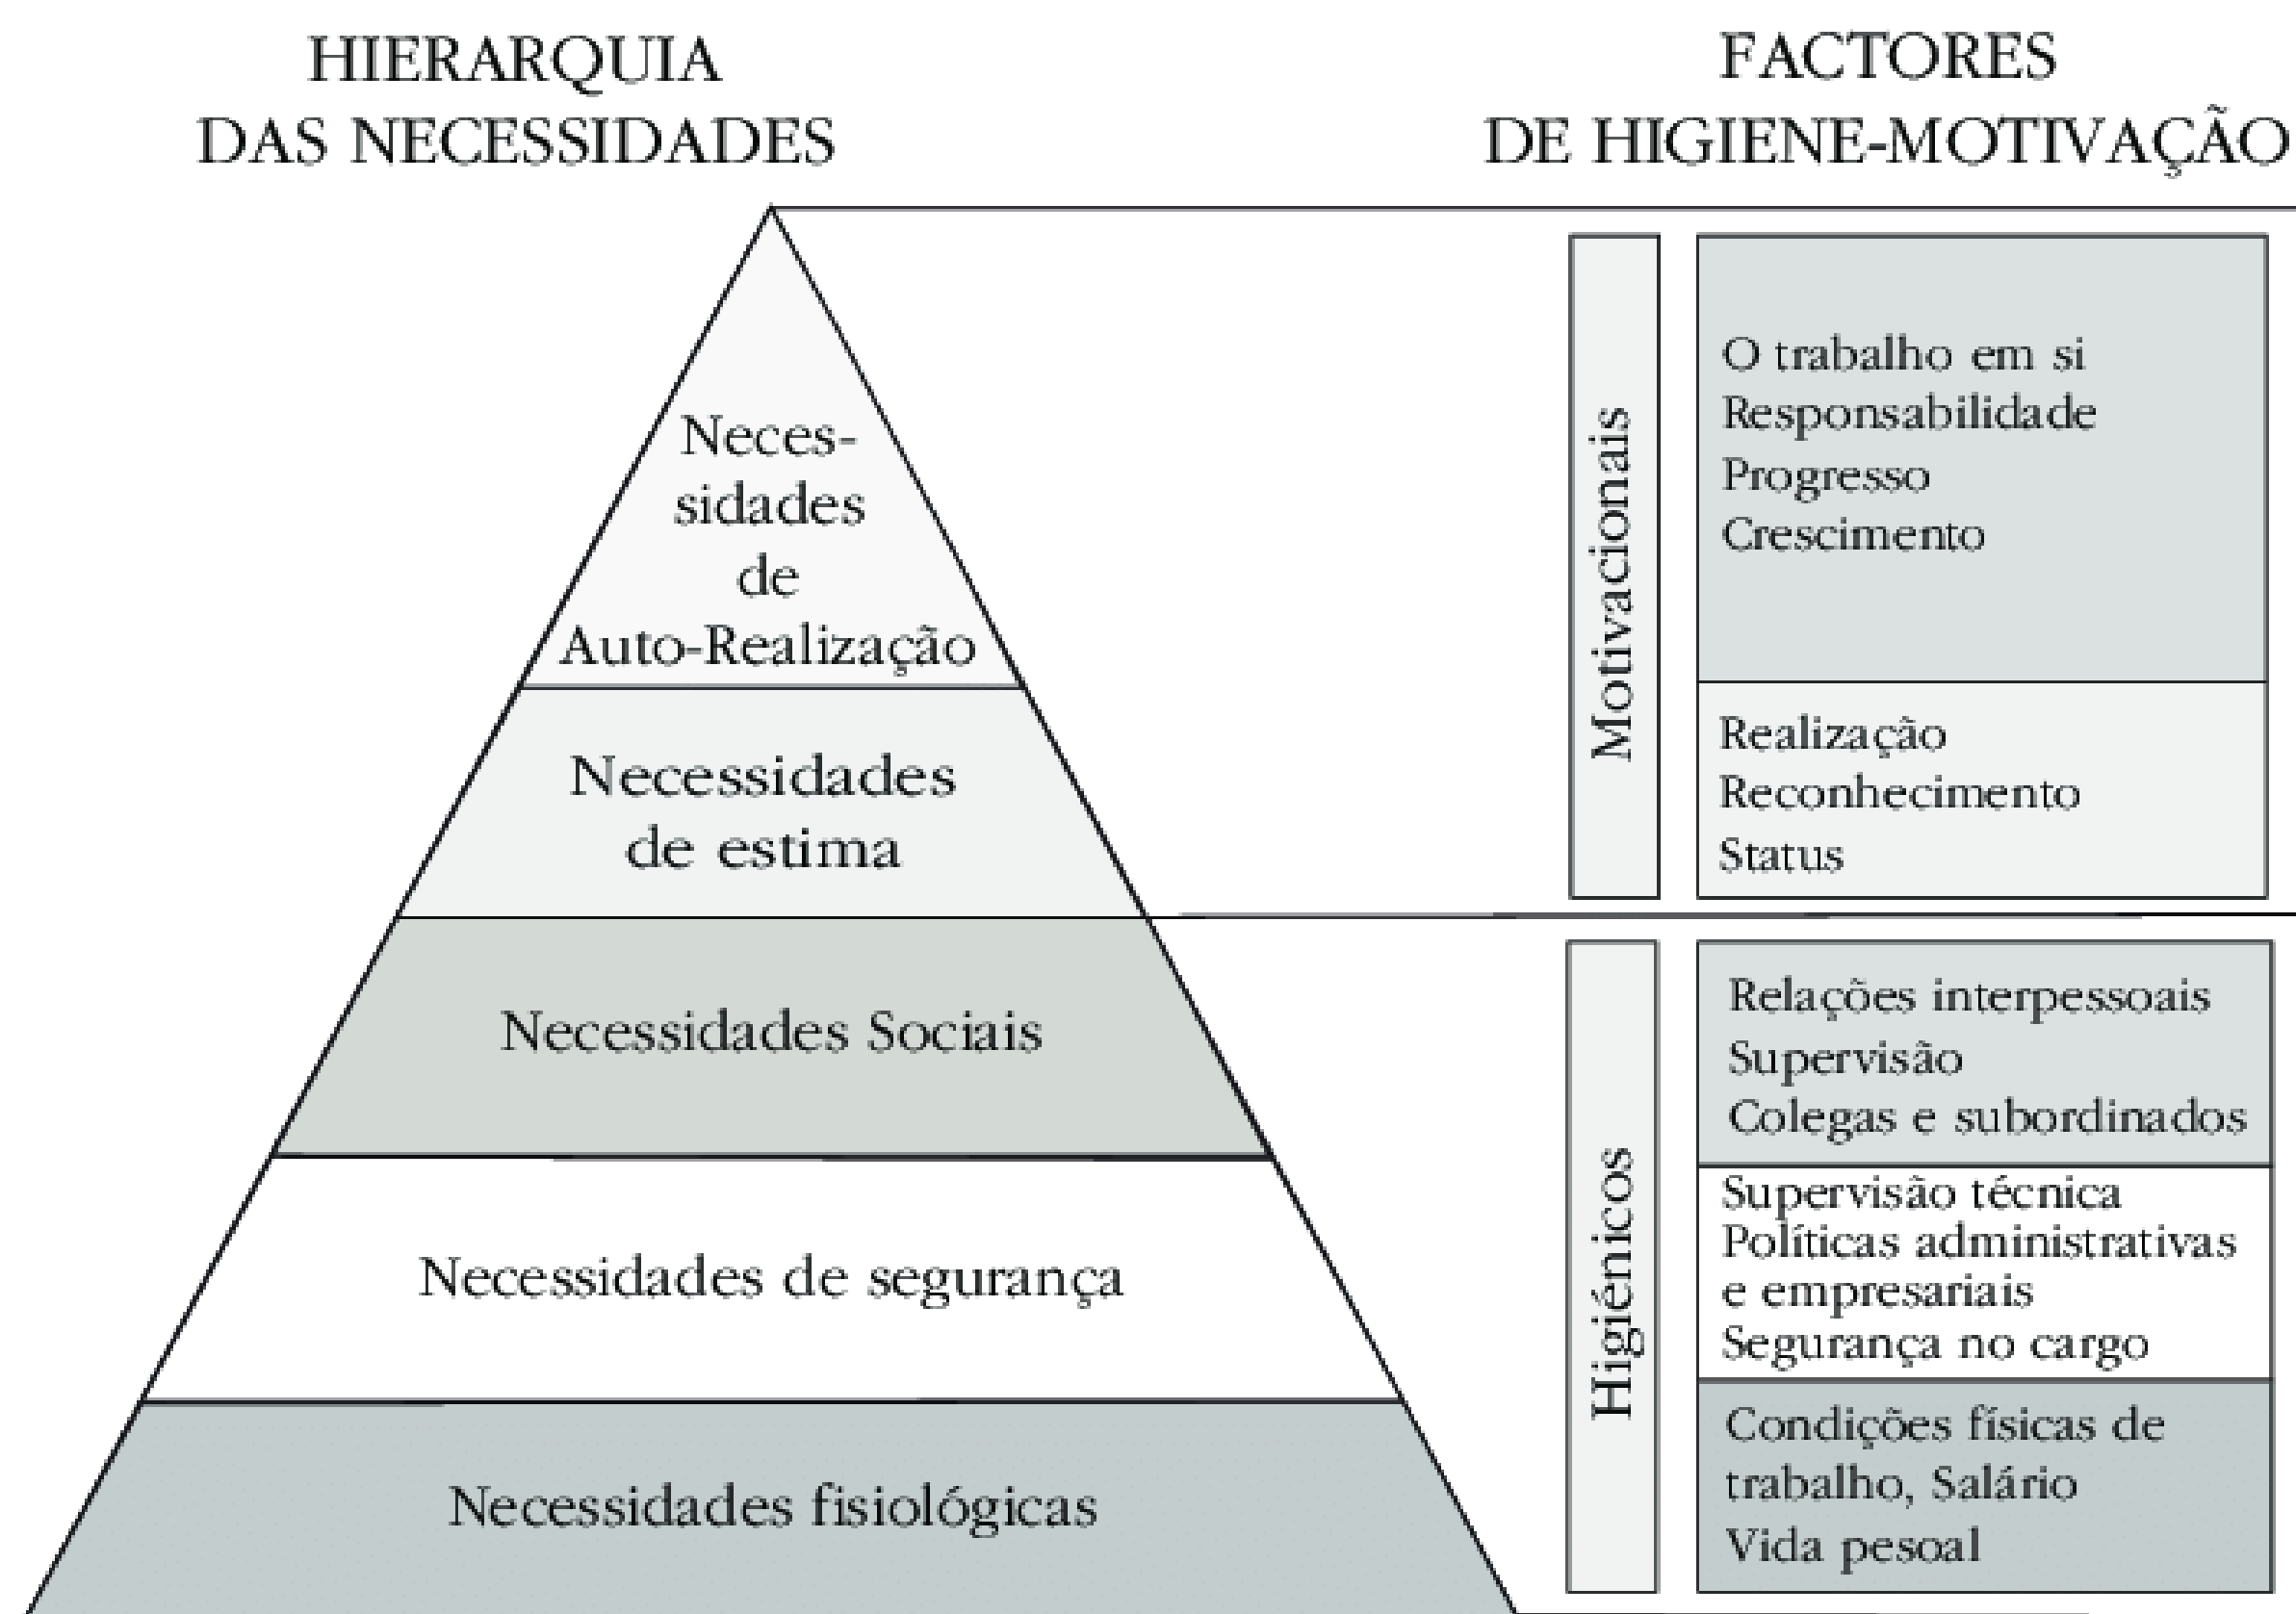 HIERARQUIA
DAS NECESSIDADES
Neces-
sidades
de
Auto-Realização
Necessidades
de estima
Necessidades Sociais
Necessidades de segurança
Necessidades fisiológicas
FACTORES
DE HIGIENE-MOTIVAÇÃO
Motivacionais
O trabalho em si
Responsabilidade
Progresso
Crescimento
Realização
Reconhecimento
Status
Higiénicos
Relações interpessoais
Supervisão
Colegas e subordinados
Supervisão técnica
Políticas administrativas
e empresariais
Segurança no cargo
Condições físicas de
trabalho, Salário
Vida pesoal